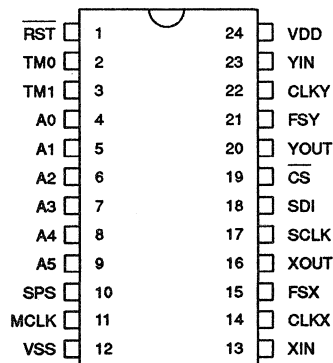 R̅S̅T̅ 1 24 VDD
TM0 2 23 YIN
TM1 3 22 CLKY
A0 4 21 FSY
A1 5 20 YOUT
A2 6 19 C̅S̅
A3 7 18 SDI
A4 8 17 SCLK
A5 9 16 XOUT
SPS 10 15 FSX
MCLK 11 14 CLKX
VSS 12 13 XIN